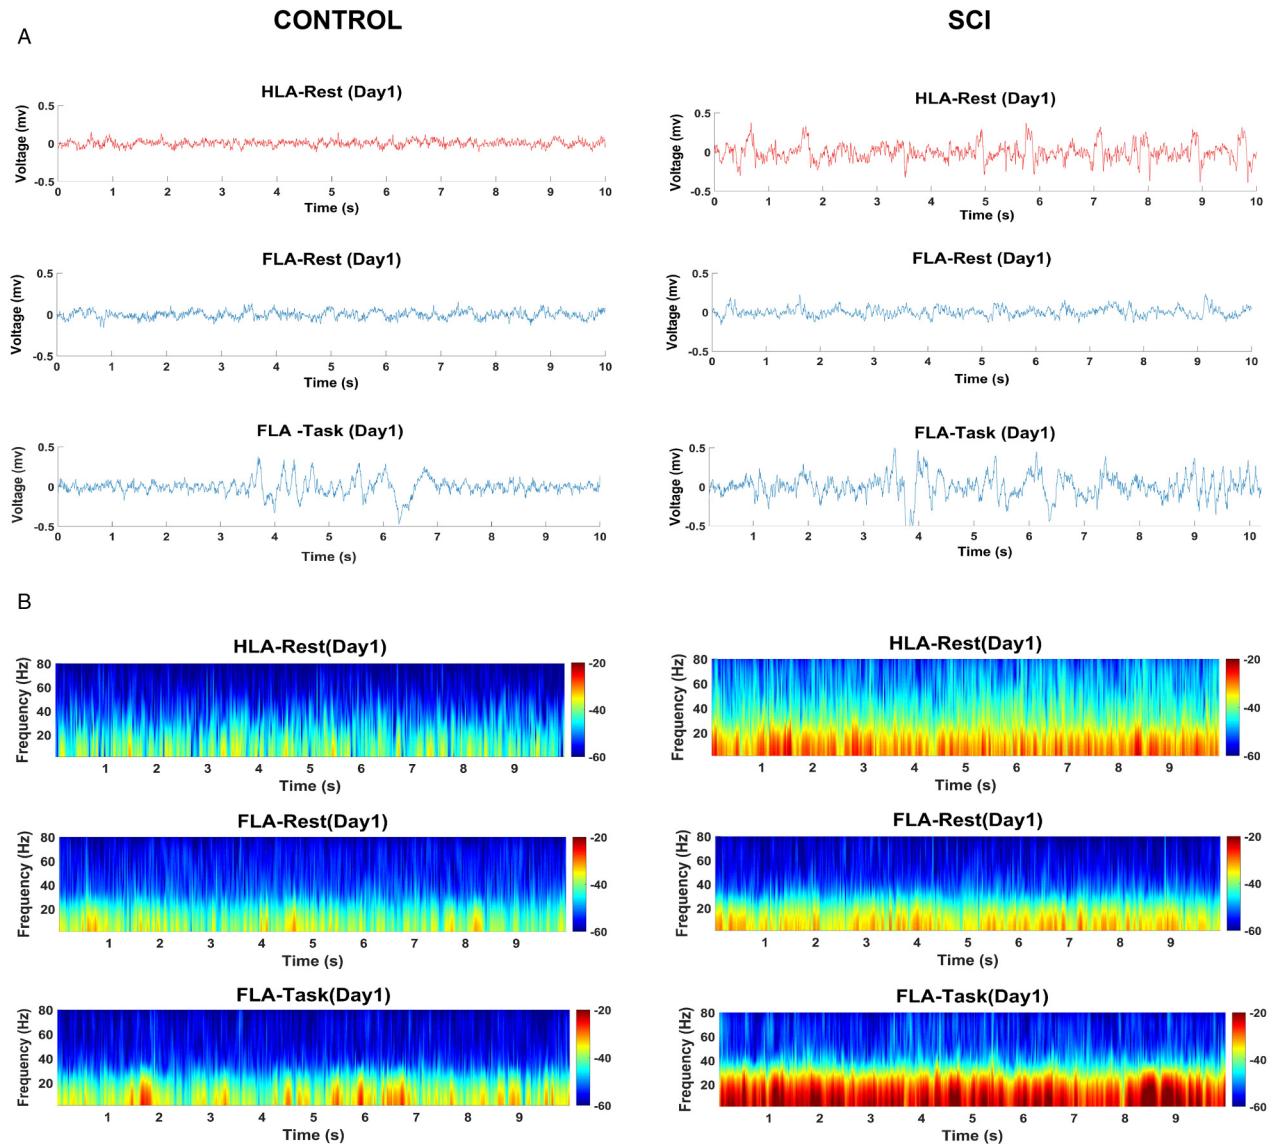 CONTROL
SCI
A
HLA-Rest (Day1)
Voltage (mv)
0.5
0
-0.5
0 1 2 3 4 5 6 7 8 9 10
Time (s)
HLA-Rest (Day1)
Voltage (mv)
0.5
0
-0.5
0 1 2 3 4 5 6 7 8 9 10
Time (s)
FLA-Rest (Day1)
Voltage (mv)
0.5
0
-0.5
0 1 2 3 4 5 6 7 8 9 10
Time (s)
FLA-Rest (Day1)
Voltage (mv)
0.5
0
-0.5
0 1 2 3 4 5 6 7 8 9 10
Time (s)
FLA -Task (Day1)
Voltage (mv)
0.5
0
-0.5
0 1 2 3 4 5 6 7 8 9 10
Time (s)
FLA-Task (Day1)
Voltage (mv)
0.5
0
-0.5
1 2 3 4 5 6 7 8 9 10
Time (s)
B
HLA-Rest(Day1)
Frequency (Hz)
80
60
40
20
1 2 3 4 5 6 7 8 9
Time (s)
-20
-40
-60
HLA-Rest(Day1)
Frequency (Hz)
80
60
40
20
1 2 3 4 5 6 7 8 9
Time (s)
-20
-40
-60
FLA-Rest(Day1)
Frequency (Hz)
80
60
40
20
1 2 3 4 5 6 7 8 9
Time (s)
-20
-40
-60
FLA-Rest(Day1)
Frequency (Hz)
80
60
40
20
1 2 3 4 5 6 7 8 9
Time (s)
-20
-40
-60
FLA-Task(Day1)
Frequency (Hz)
80
60
40
20
1 2 3 4 5 6 7 8 9
Time (s)
-20
-40
-60
FLA-Task(Day1)
Frequency (Hz)
80
60
40
20
1 2 3 4 5 6 7 8 9
Time (s)
-20
-40
-60